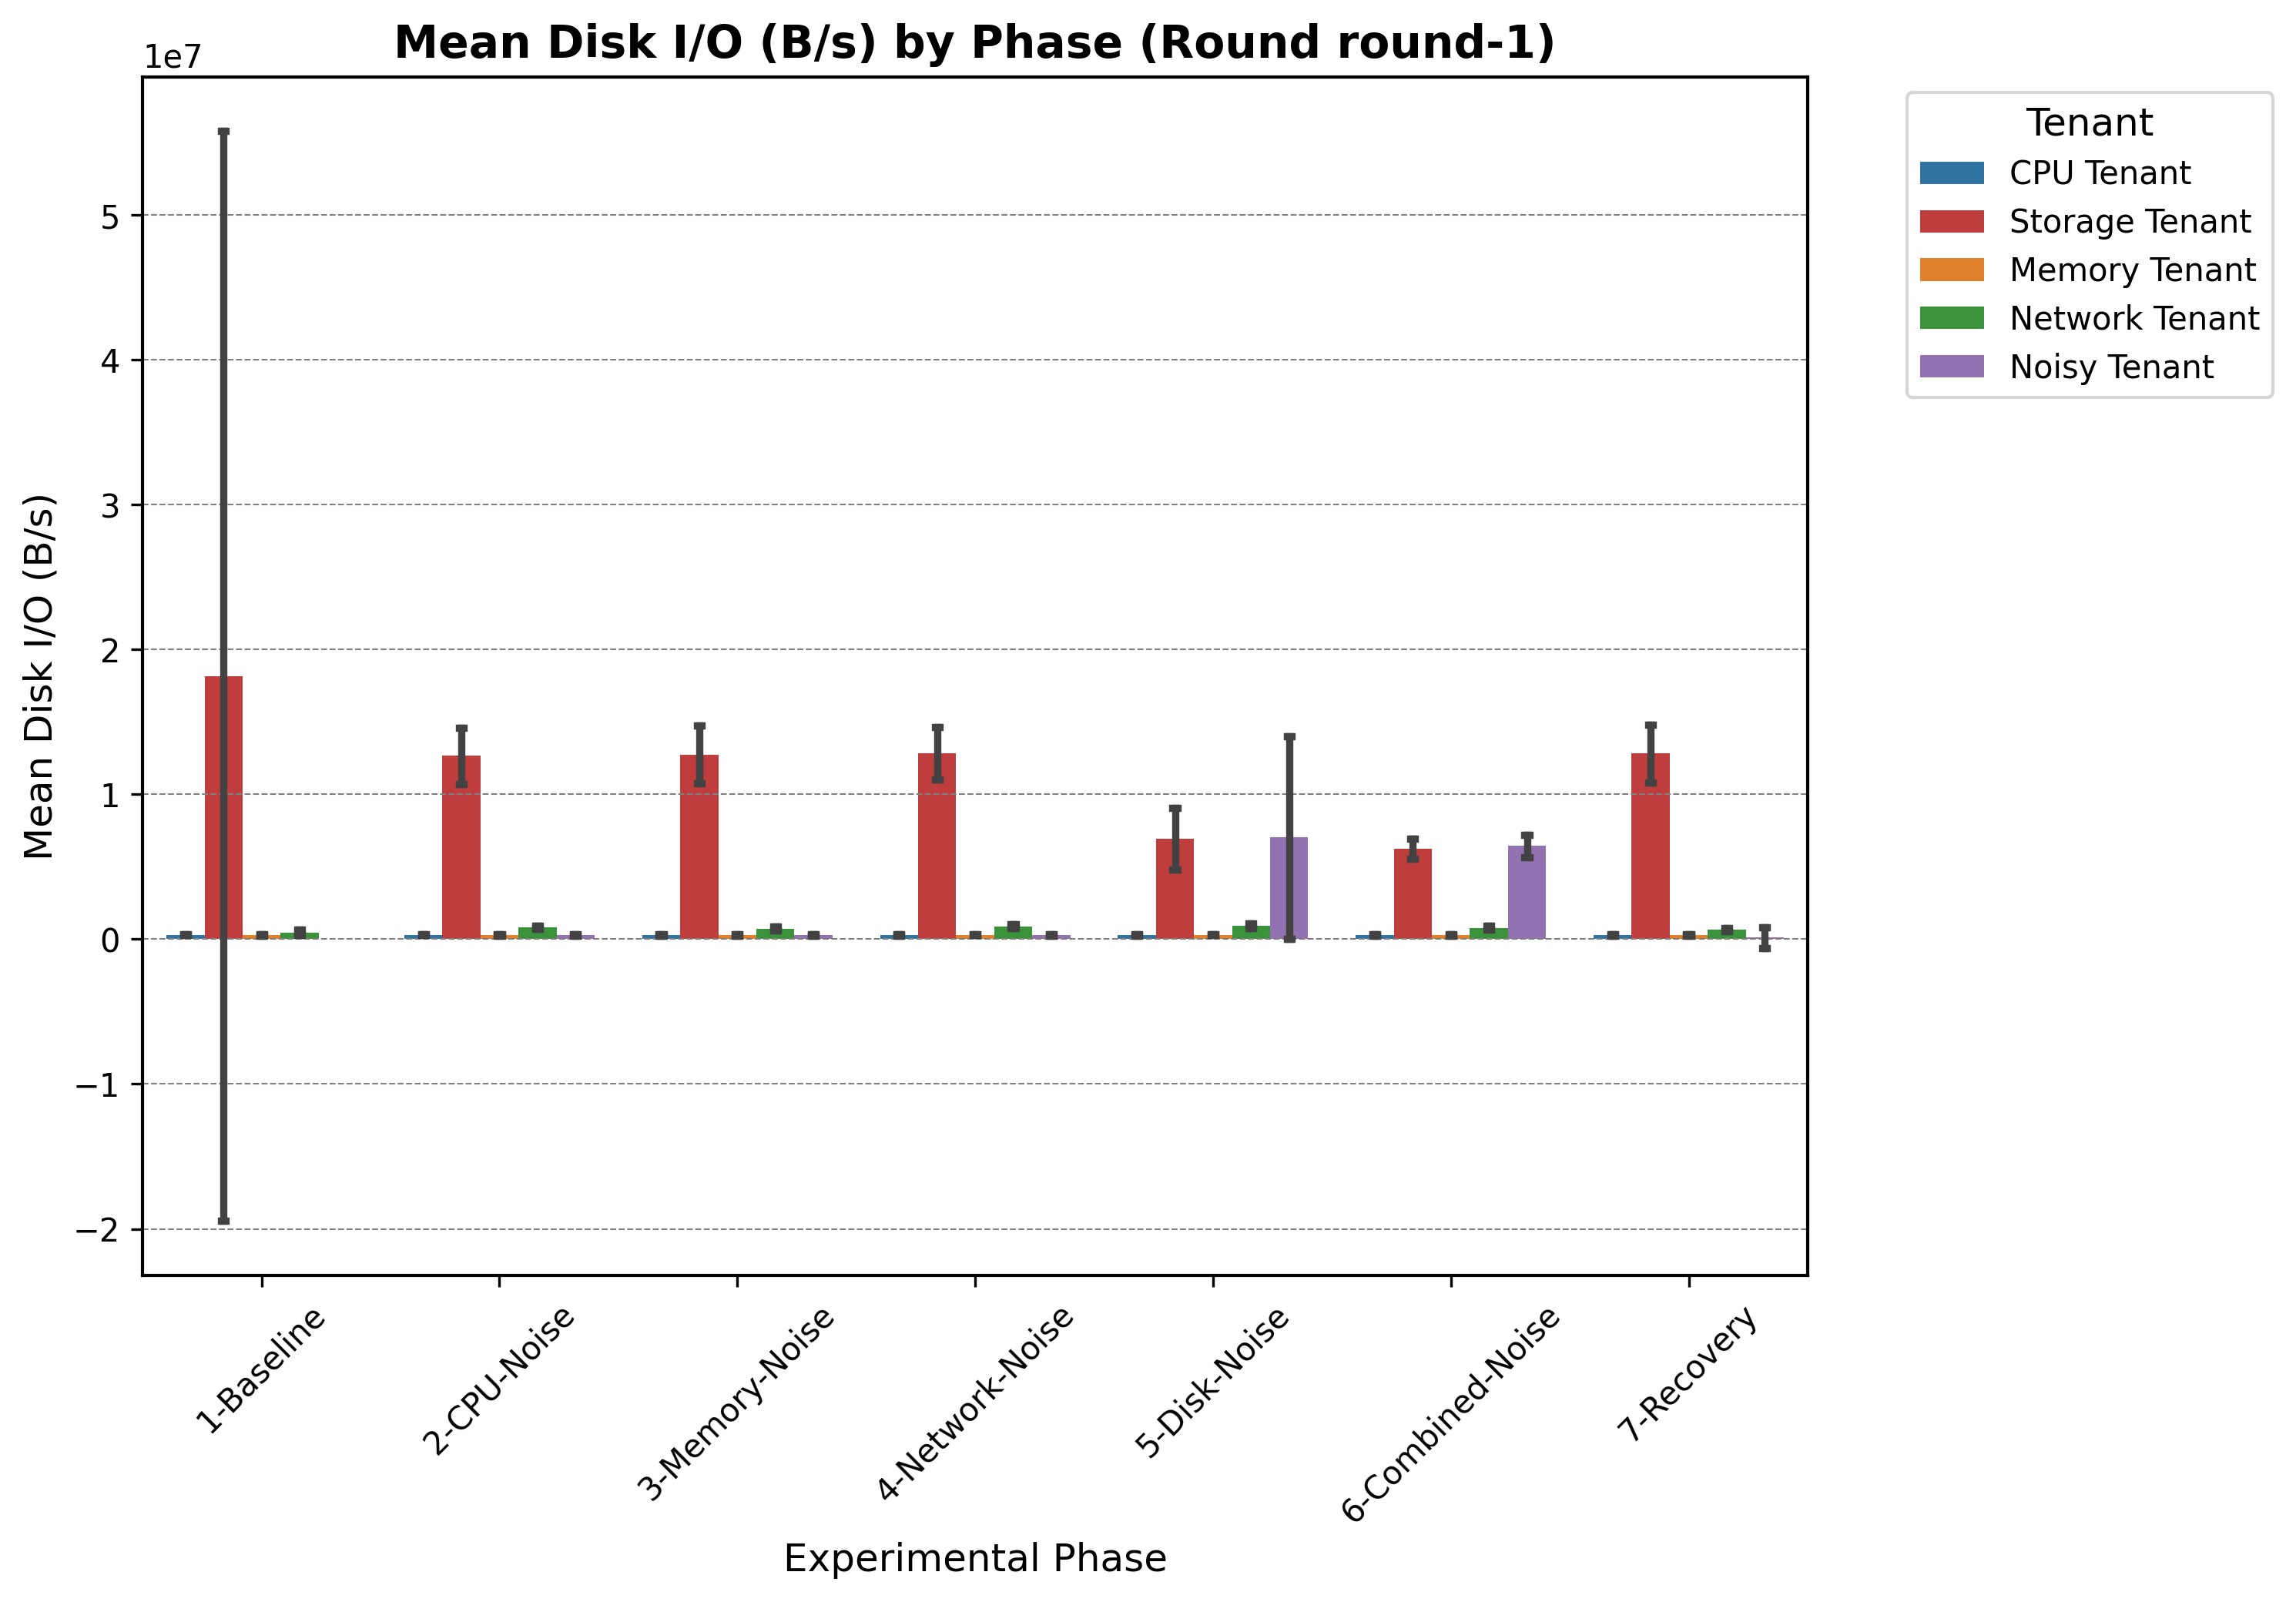 Mean Disk I/O (B/s) by Phase (Round round-1)
1e7
Mean Disk I/O (B/s)
5
4
3
2
1
0
−1
−2
1-Baseline
2-CPU-Noise
3-Memory-Noise
4-Network-Noise
5-Disk-Noise
6-Combined-Noise
7-Recovery
Experimental Phase
Tenant
CPU Tenant
Storage Tenant
Memory Tenant
Network Tenant
Noisy Tenant